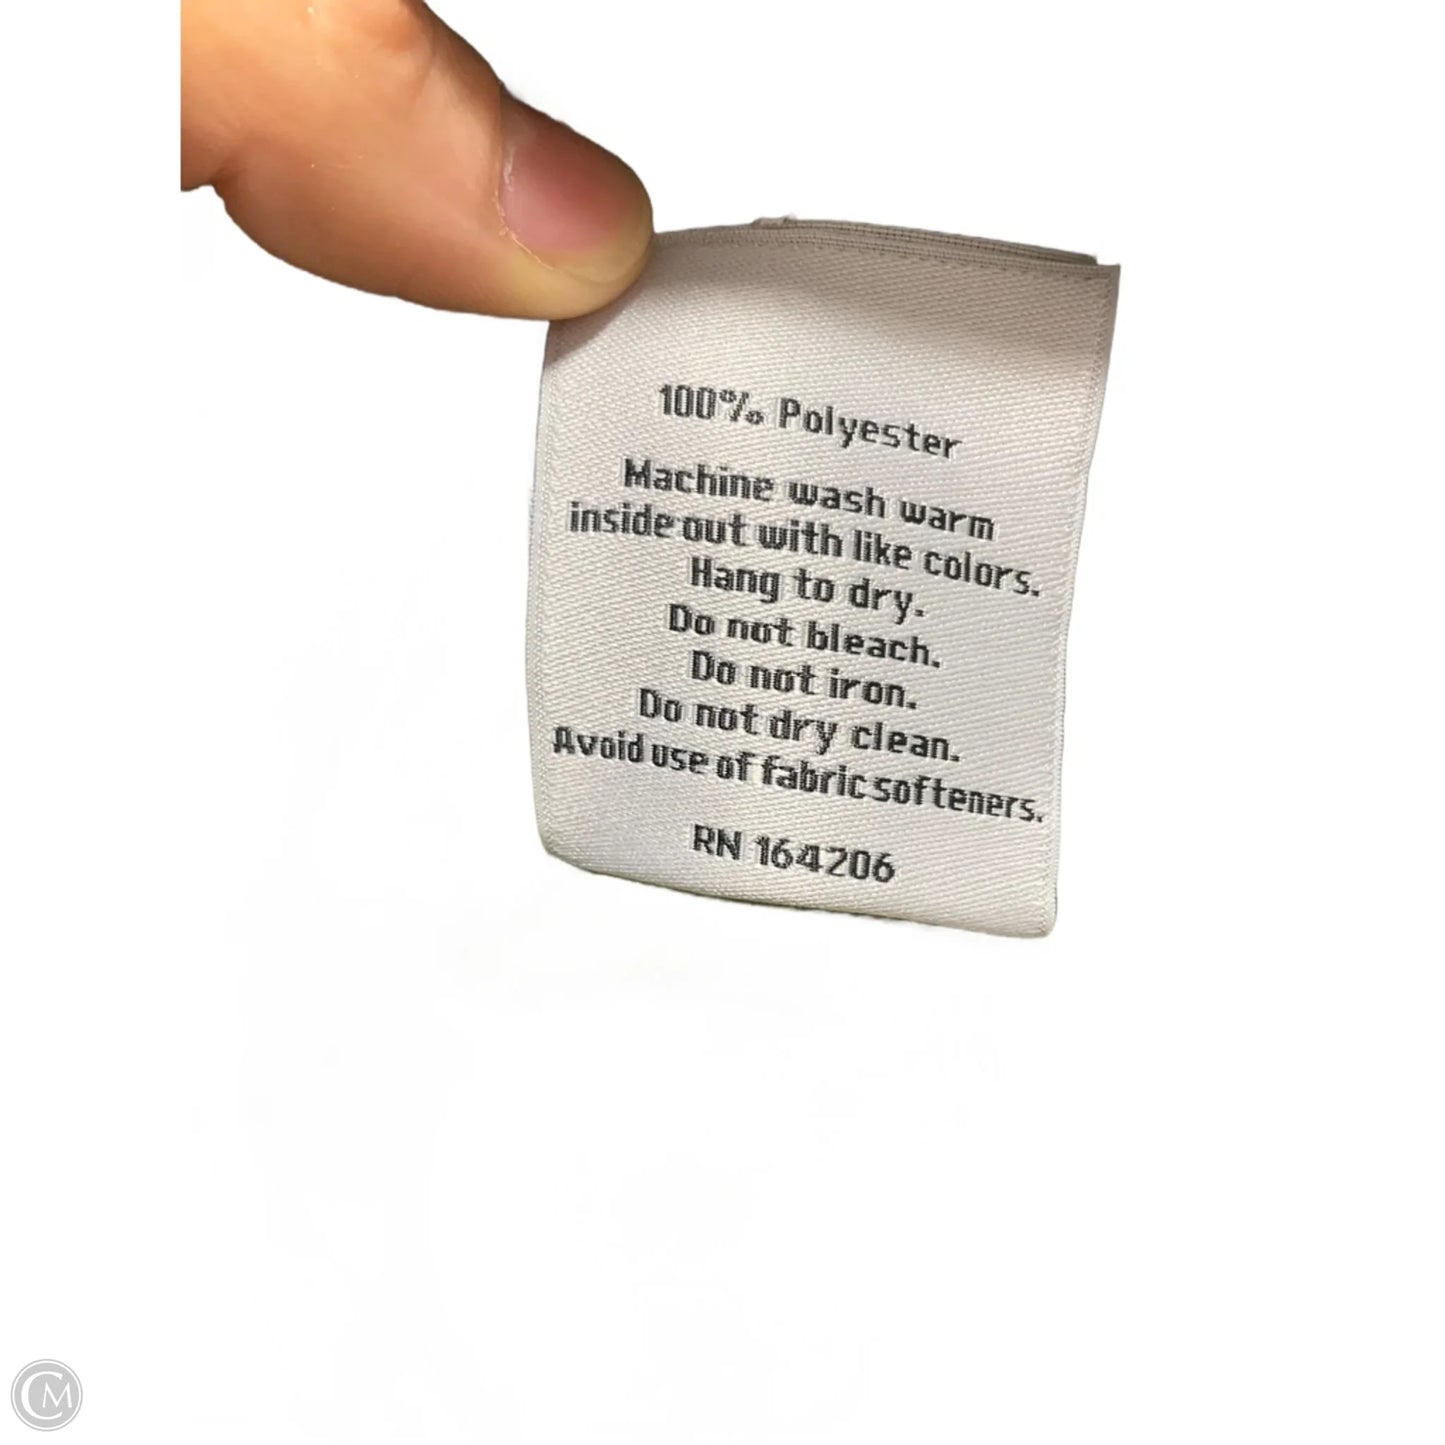 100% Polyester
Machine wash warm
inside out with like colors.
Hang to dry.
Do not bleach.
Do not iron.
Do not dry clean.
Avoid use of fabric softeners.
RN 164206
CM